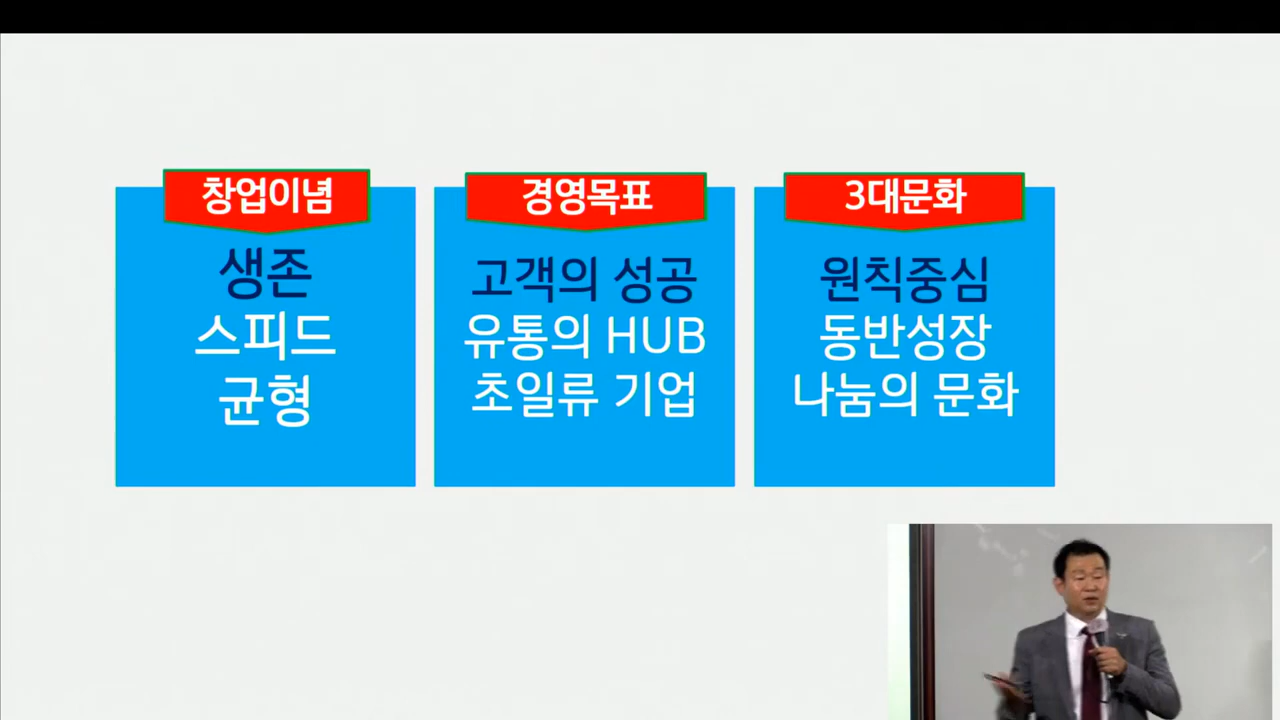 창업이념
생존
스피드
균형
경영목표
고객의 성공
유통의 HUB
초일류 기업
3대문화
원칙중심
동반성장
나눔의 문화